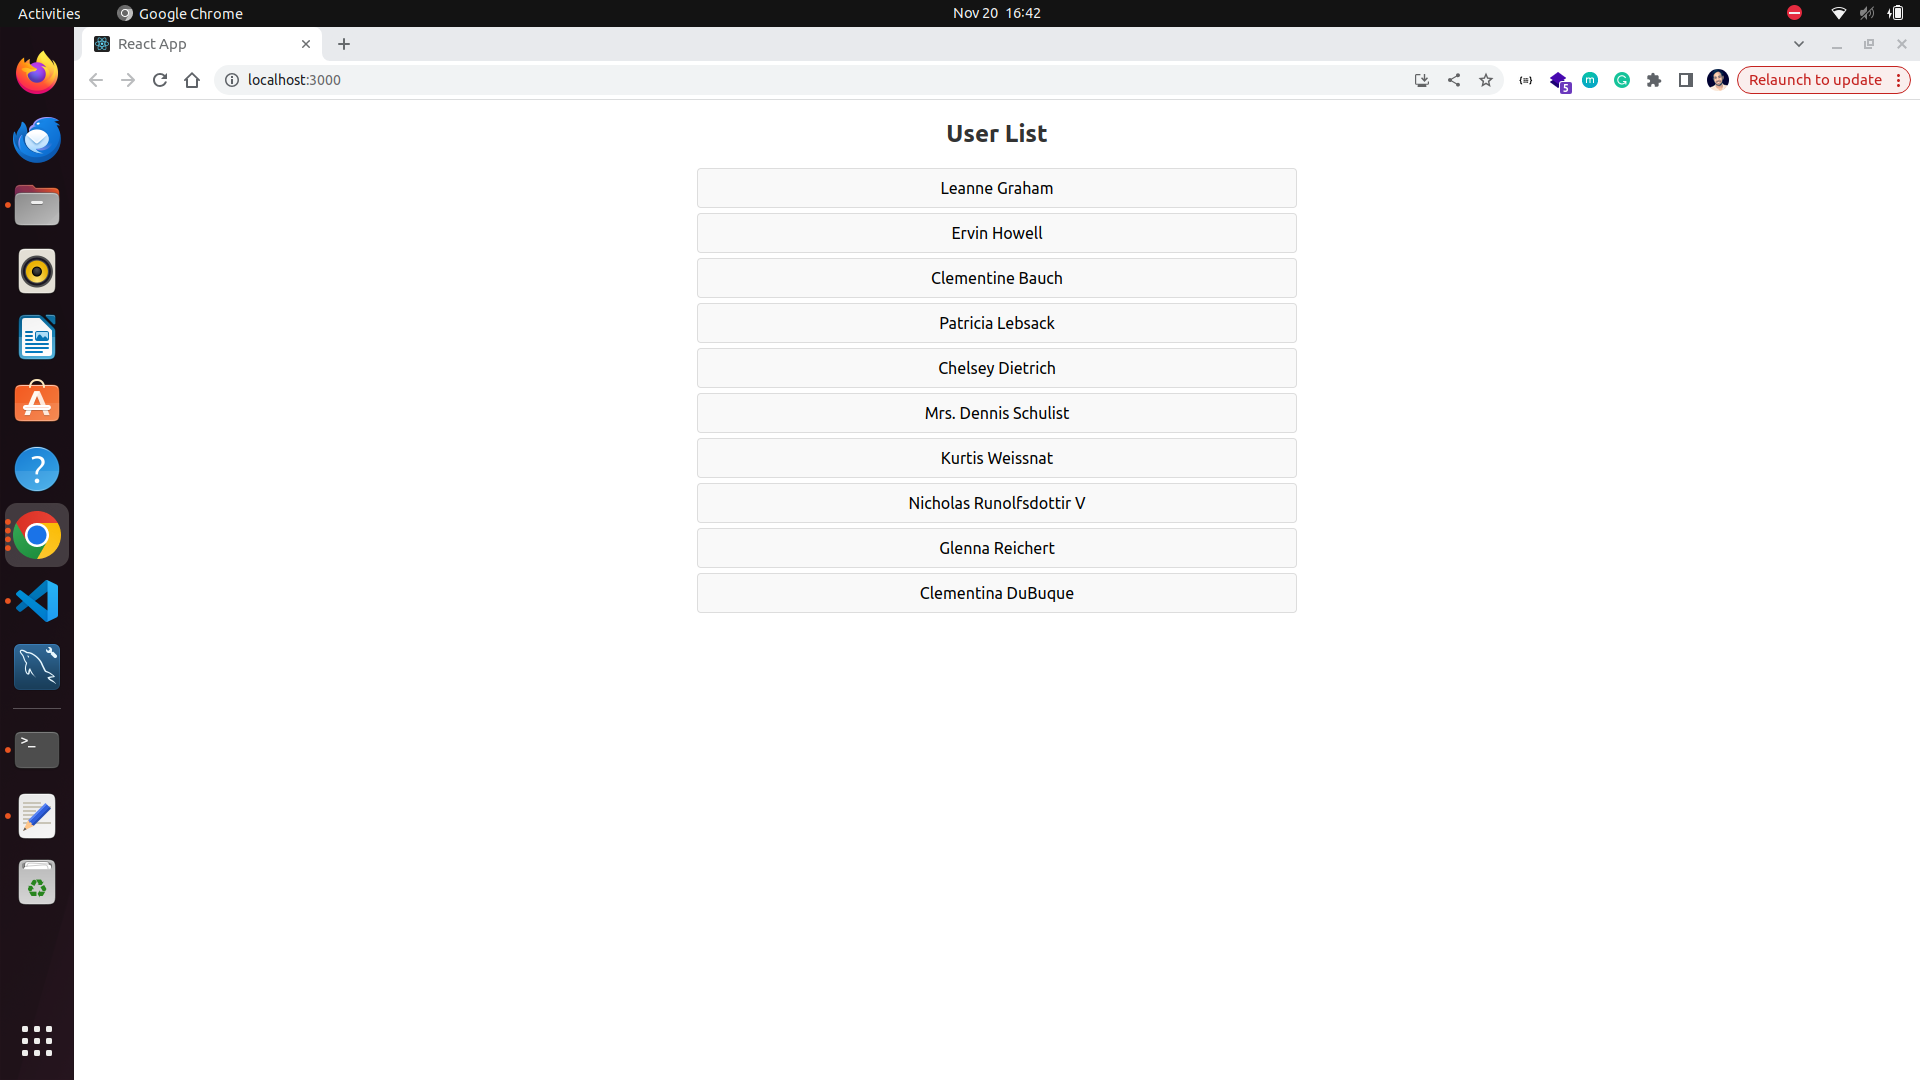 Activities Google Chrome Nov 20 16:42
React App
localhost:3000 {≡} 5 m G Relaunch to update
User List
Leanne Graham
Ervin Howell
Clementine Bauch
Patricia Lebsack
Chelsey Dietrich
Mrs. Dennis Schulist
Kurtis Weissnat
Nicholas Runolfsdottir V
Glenna Reichert
Clementina DuBuque
>_